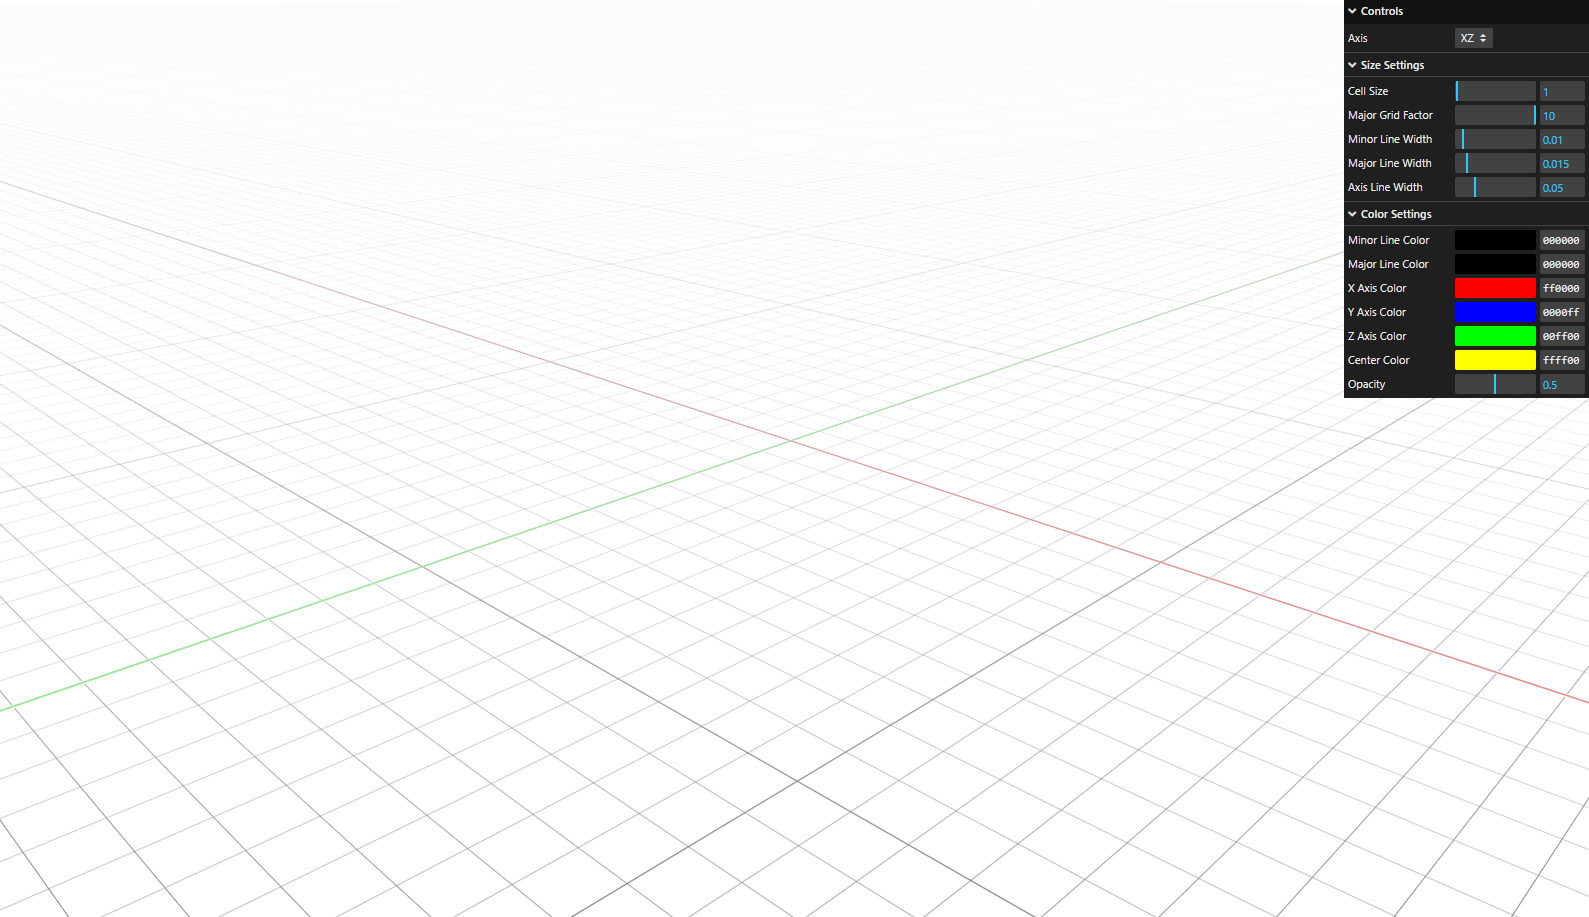 Controls
Axis XZ
Size Settings
Cell Size 1
Major Grid Factor 10
Minor Line Width 0.01
Major Line Width 0.015
Axis Line Width 0.05
Color Settings
Minor Line Color 000000
Major Line Color 000000
X Axis Color ff0000
Y Axis Color 0000ff
Z Axis Color 00ff00
Center Color ffff00
Opacity 0.5